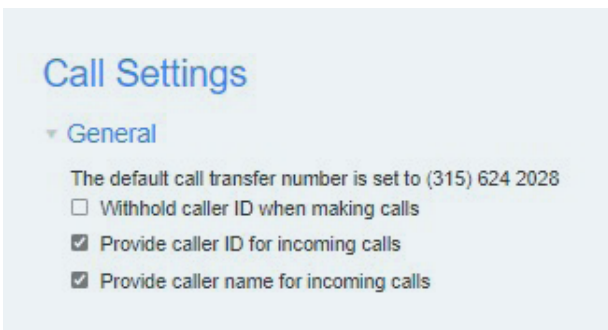 Call Settings
General
The default call transfer number is set to (315) 624 2028
Withhold caller ID when making calls
Provide caller ID for incoming calls
Provide caller name for incoming calls